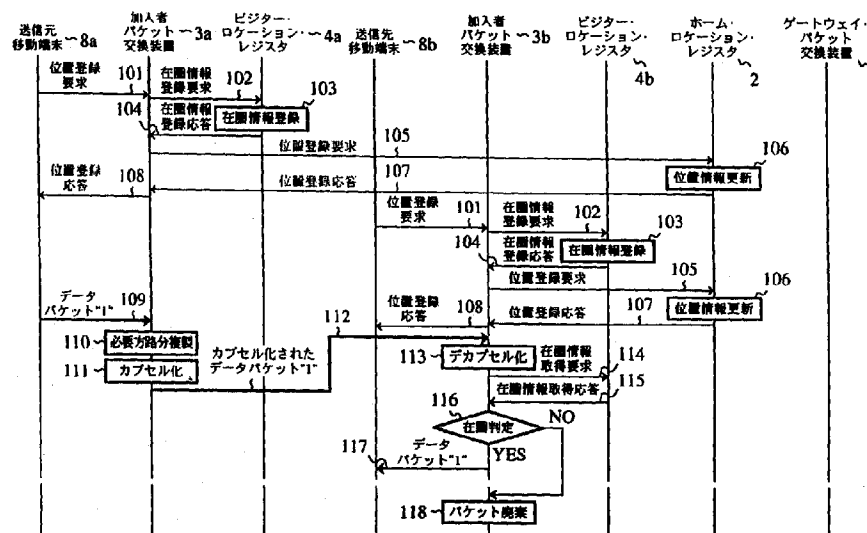 送信元
移動端末 8a
加入者
パケット 3a
交換装置
ビジター・
ロケーション・ 4a
レジスタ
送信先
移動端末 8b
加入者
パケット 3b
交換装置
ビジター・
ロケーション・
レジスタ
4b
ホーム・
ロケーション・
レジスタ
2
ゲートウェイ・
パケット
交換装置
位置登録
要求
101
在圏情報
登録要求
102
103
104
在圏情報
登録応答
在圏情報登録
位置登録要求
105
106
位置情報更新
位置登録
応答
108
位置登録応答
107
位置登録
要求
101
在圏情報
登録要求
102
103
104
在圏情報
登録応答
在圏情報登録
位置登録要求
105
106
位置情報更新
データ
パケット"1"
109
112
位置登録
応答
108
位置登録応答
107
110
必要方路分複製
111
カプセル化
カプセル化された
データパケット"1"
113
デカプセル化
在圏情報
取得要求
114
在圏情報取得応答
115
116
在圏判定
NO
YES
117
データ
パケット"1"
118
パケット廃棄